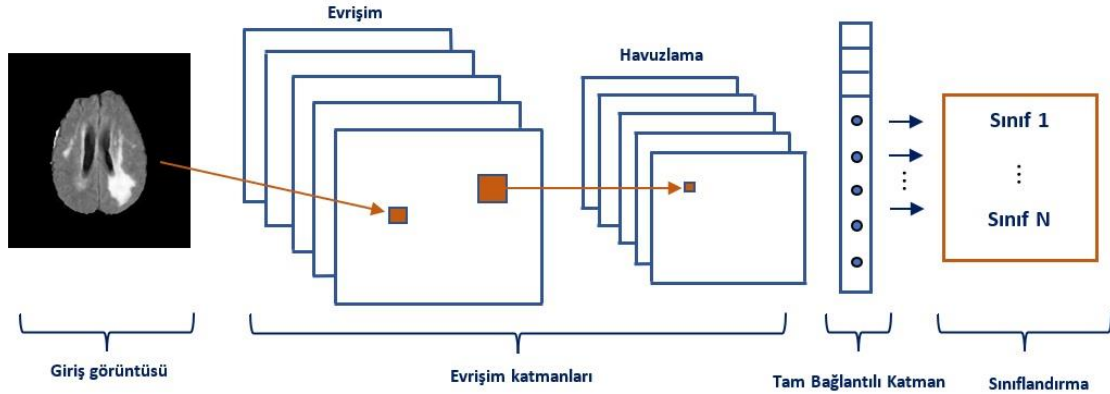 Evrişim
Havuzlama
Sınıf 1
Sınıf N
Giriş görüntüsü
Evrişim katmanları
Tam Bağlantılı Katman
Sınıflandırma